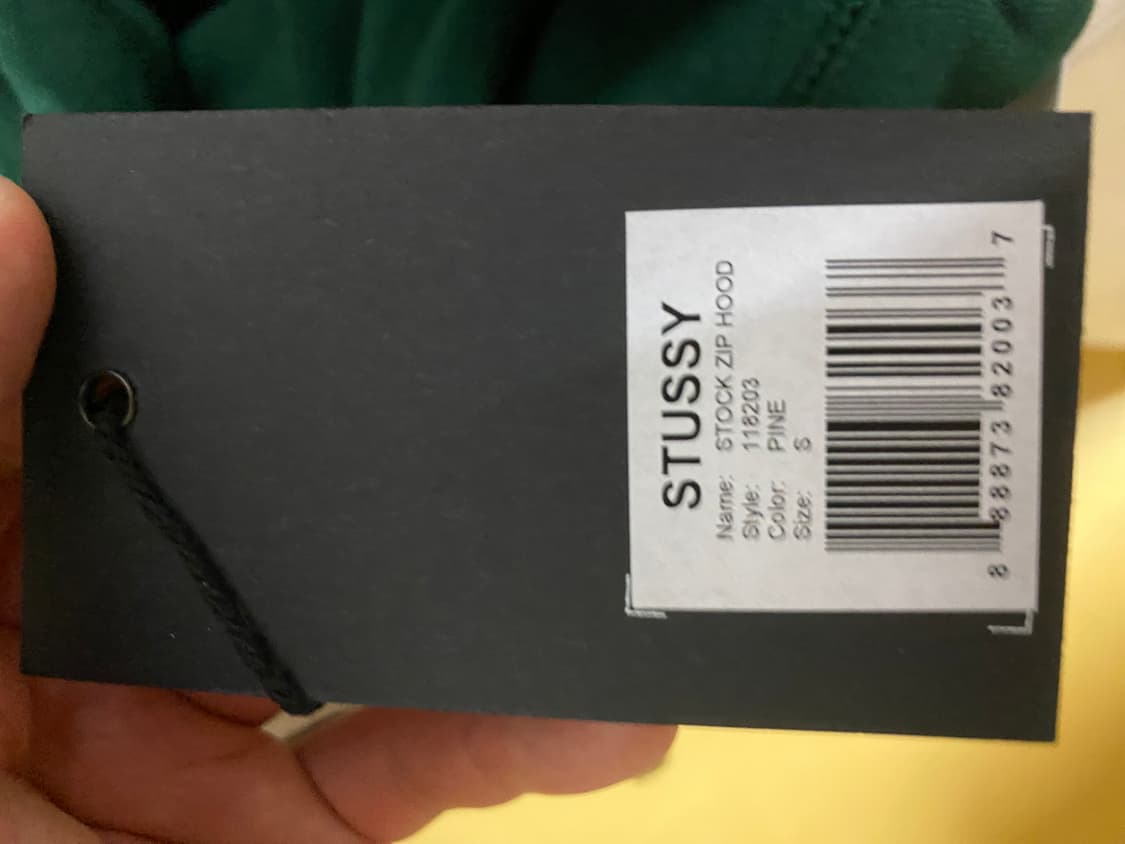 STUSSY
Name: STOCK ZIP HOOD
Style: 118203
Color: PINE
Size: S
8 88873 82003 7